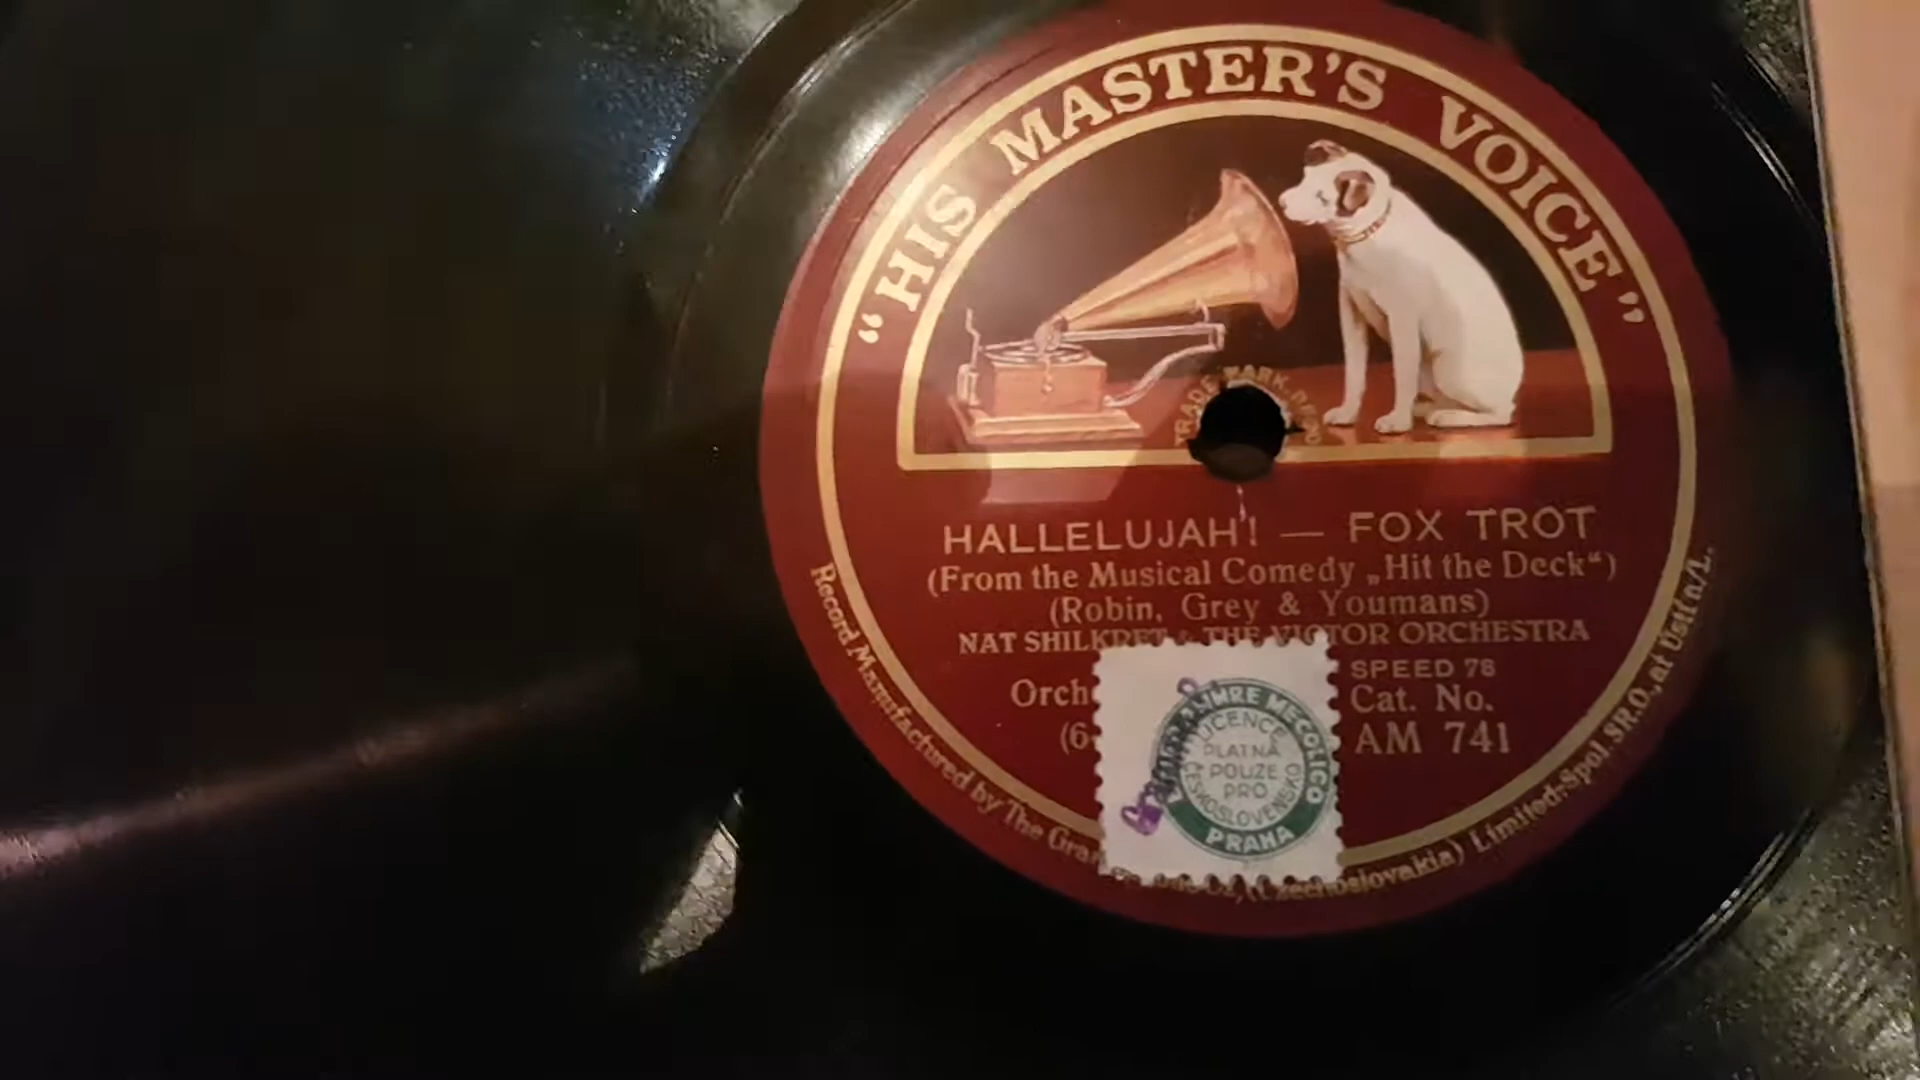 “HIS MASTER'S VOICE”
TRADE MARK
HALLELUJAH! — FOX TROT
(From the Musical Comedy „Hit the Deck“)
(Robin, Grey & Youmans)
NAT SHILKRET & THE VICTOR ORCHESTRA
SPEED 78
Cat. No.
AM 741
LICENCE
PLATNÁ
POUZE
PRO
ČESKOSLOVENSKO
PRAHA
Record Manufactured by The (Czechoslovakia) Limited. Spol. SR.O., at Ústí n/L.